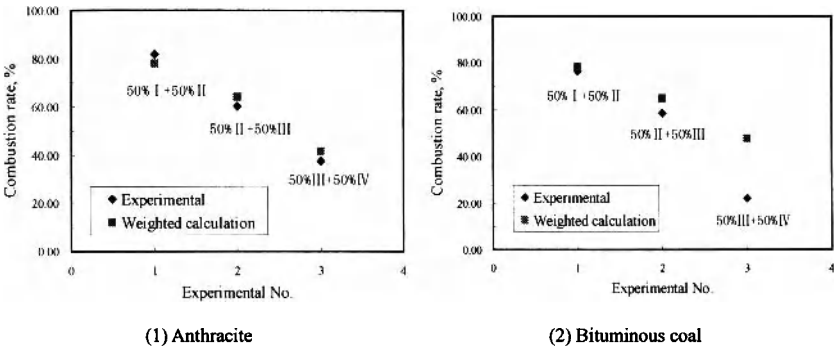 100.00
80.00
60.00
40.00
20.00
0.00
Combustion rate, %
50% I +50% II
50% II +50%III
50%III+50%IV
Experimental
Weighted calculation
0
1
2
3
4
Experimental No.
(1) Anthracite
100.00
80.00
60.00
40.00
20.00
0.00
Combustion rate, %
50% I +50% II
50% II +50%III
50%III+50%IV
Experimental
Weighted calculation
0
1
2
3
4
Experimental No.
(2) Bituminous coal